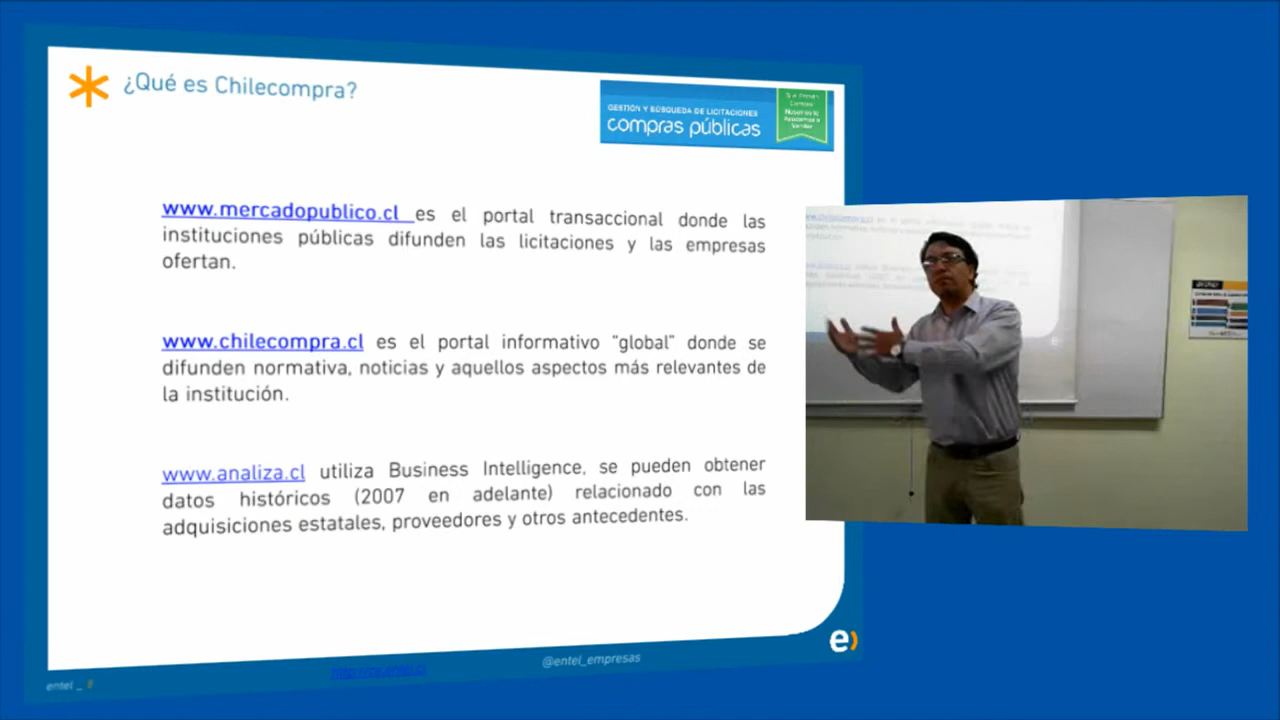 ¿Qué es Chilecompra?
GESTIÓN Y BÚSQUEDA DE LICITACIONES
compras públicas
www.mercadopublico.cl es el portal transaccional donde las
instituciones públicas difunden las licitaciones y las empresas
ofertan.
www.chilecompra.cl es el portal informativo "global" donde se
difunden normativa, noticias y aquellos aspectos más relevantes de
la institución.
www.analiza.cl utiliza Business Intelligence, se pueden obtener
datos históricos (2007 en adelante) relacionado con las
adquisiciones estatales, proveedores y otros antecedentes.
e)
entel _
@entel_empresas